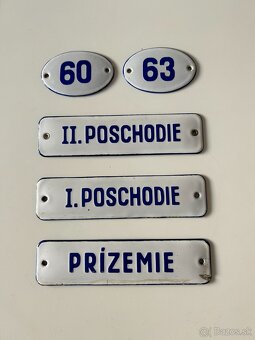 60
63
II. POSCHODIE
I. POSCHODIE
PRÍZEMIE
Bazos.sk